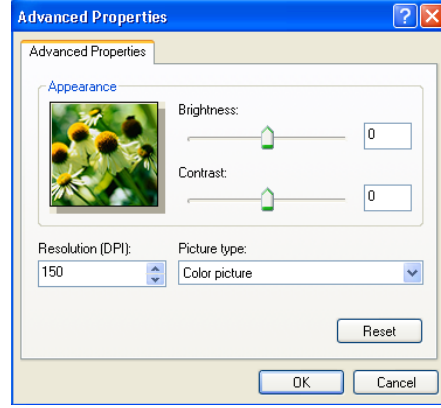 Advanced Properties
Advanced Properties
Appearance
Brightness:
0
Contrast:
0
Resolution (DPI):
Picture type:
150
Color picture
Reset
OK
Cancel